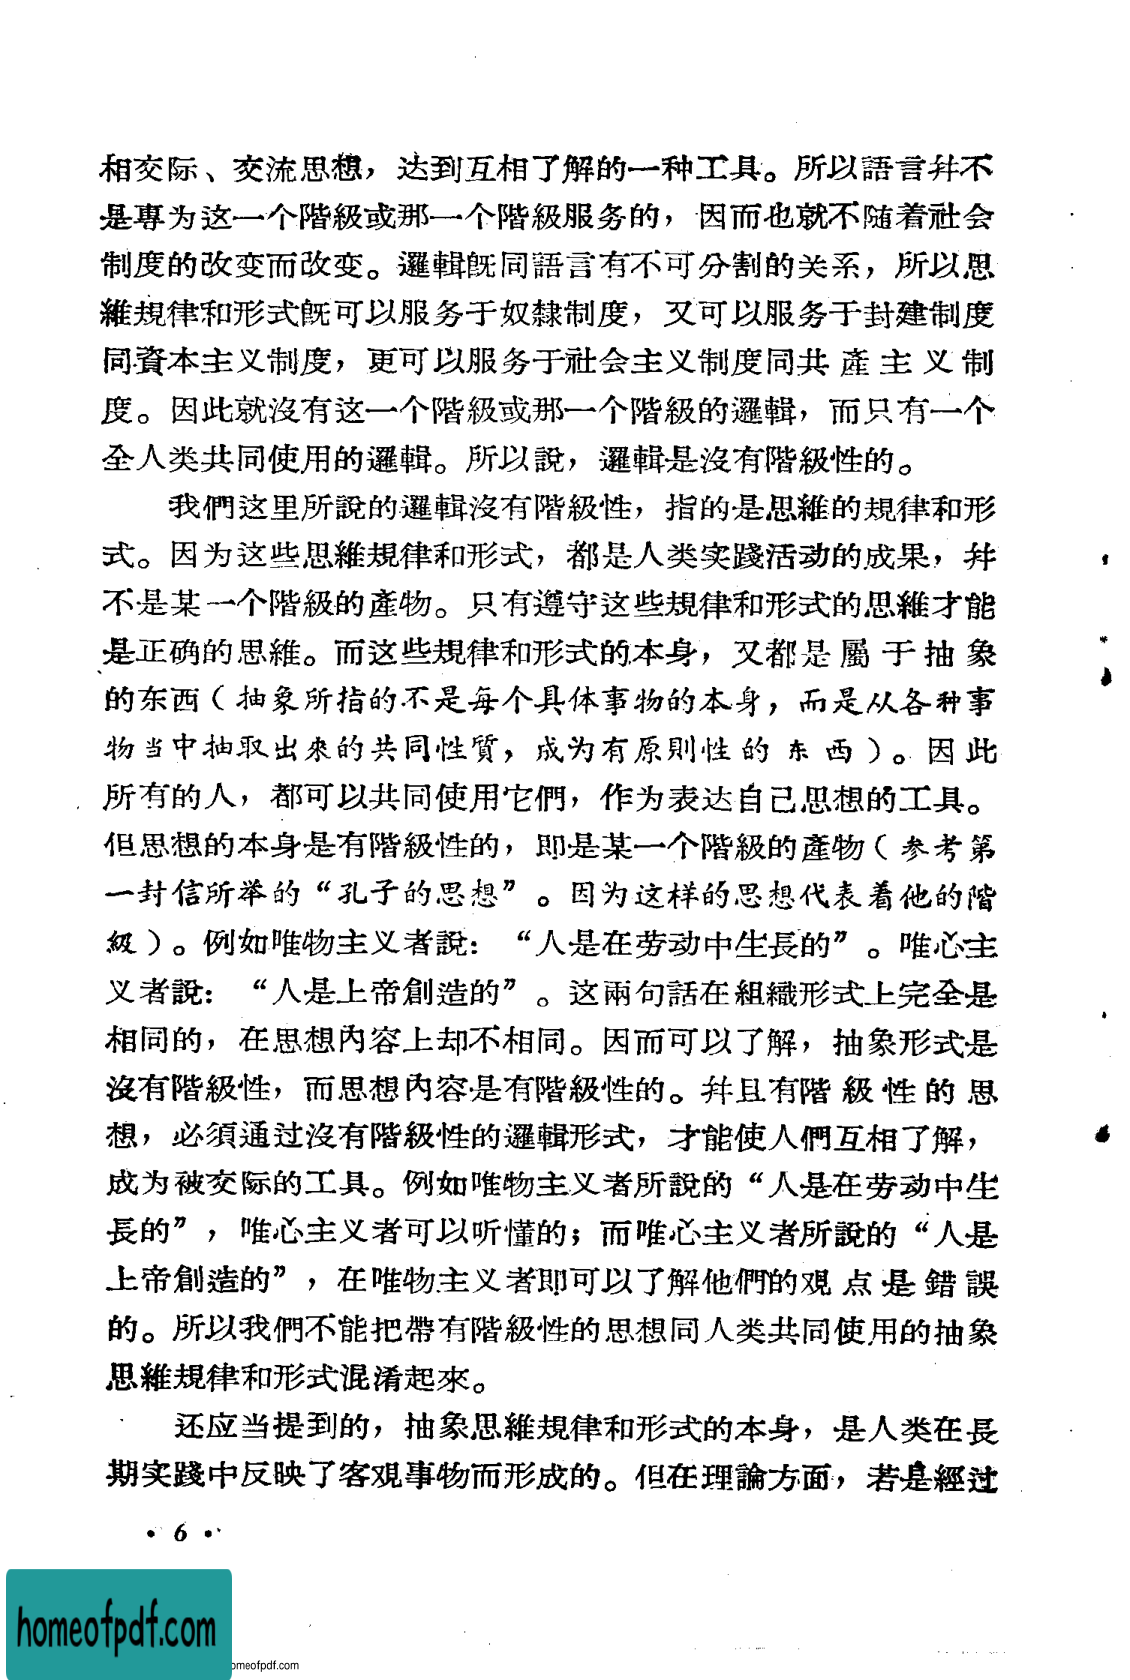 相交际、交流思想，达到互相了解的一种工具。所以語言幷不
是專为这一个階級或那一个階級服务的，因而也就不随着社会
制度的改变而改变。邏輯旣同語言有不可分割的关系，所以思
維規律和形式旣可以服务于奴隸制度，又可以服务于封建制度
同資本主义制度，更可以服务于社会主义制度同共產主义制
度。因此就沒有这一个階級或那一个階級的邏輯，而只有一个
全人类共同使用的邏輯。所以說，邏輯是沒有階級性的。
我們这里所說的邏輯沒有階級性，指的是思維的規律和形
式。因为这些思維規律和形式，都是人类实踐活动的成果，幷
不是某一个階級的產物。只有遵守这些規律和形式的思維才能
是正确的思維。而这些規律和形式的本身，又都是屬于抽象
的东西（抽象所指的不是每个具体事物的本身，而是从各种事
物当中抽取出來的共同性質，成为有原則性的东西）。因此
所有的人，都可以共同使用它們，作为表达自己思想的工具。
但思想的本身是有階級性的，即是某一个階級的產物（参考第
一封信所举的“孔子的思想”。因为这样的思想代表着他的階
級）。例如唯物主义者說：“人是在劳动中生長的”。唯心主
义者說：“人是上帝創造的”。这兩句話在組織形式上完全是
相同的，在思想內容上却不相同。因而可以了解，抽象形式是
沒有階級性，而思想內容是有階級性的。幷且有階級性的思
想，必須通过沒有階級性的邏輯形式，才能使人們互相了解，
成为被交际的工具。例如唯物主义者所說的“人是在劳动中生
長的”，唯心主义者可以听懂的；而唯心主义者所說的“人是
上帝創造的”，在唯物主义者即可以了解他們的观点是錯誤
的。所以我們不能把帶有階級性的思想同人类共同使用的抽象
思維規律和形式混淆起來。
还应当提到的，抽象思維規律和形式的本身，是人类在長
期实踐中反映了客观事物而形成的。但在理論方面，若是經过
·6·
homeofpdf.com
omeofpdf.com